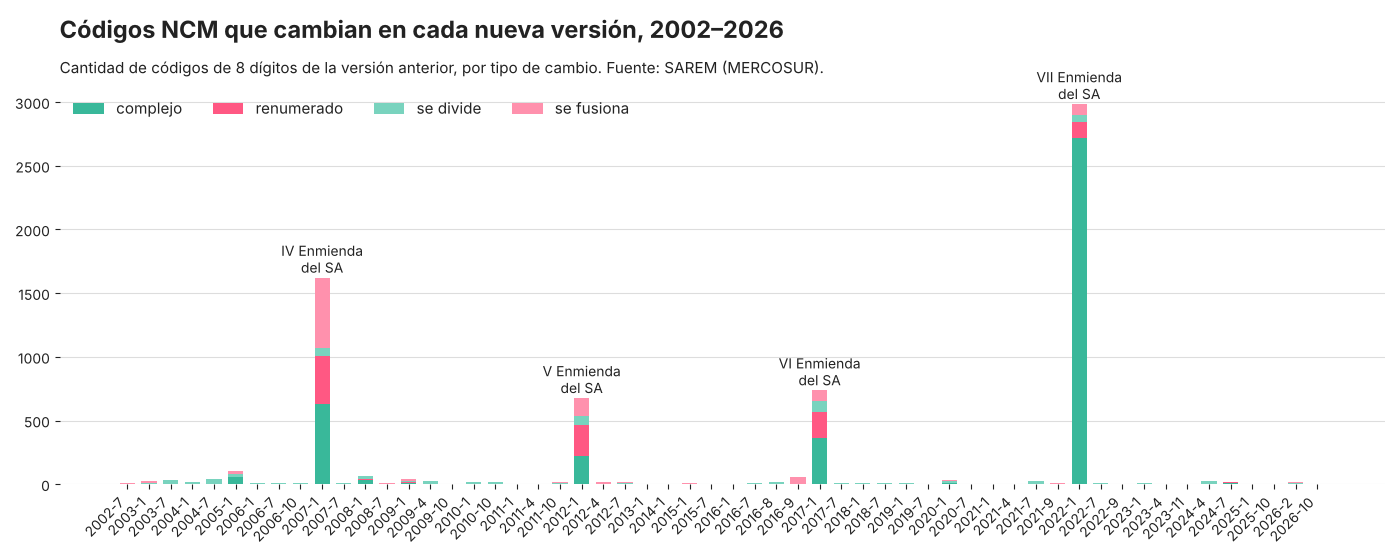 Códigos NCM que cambian en cada nueva versión, 2002–2026
Cantidad de códigos de 8 dígitos de la versión anterior, por tipo de cambio. Fuente: SAREM (MERCOSUR).
complejo renumerado se divide se fusiona
VII Enmienda
del SA
IV Enmienda
del SA
V Enmienda
del SA
VI Enmienda
del SA
3000
2500
2000
1500
1000
500
0
2002-7 2003-1 2003-7 2004-1 2004-7 2005-1 2006-1 2006-7 2006-10 2007-1 2007-7 2008-1 2008-7 2009-1 2009-4 2009-10 2010-1 2010-10 2011-1 2011-4 2011-10 2012-1 2012-4 2012-7 2013-1 2014-1 2015-1 2015-7 2016-1 2016-7 2016-8 2016-9 2017-1 2017-7 2018-1 2018-7 2019-1 2019-7 2020-1 2020-7 2021-1 2021-4 2021-7 2021-9 2022-1 2022-7 2022-9 2023-1 2023-4 2023-11 2024-4 2024-7 2025-1 2025-10 2026-2 2026-10